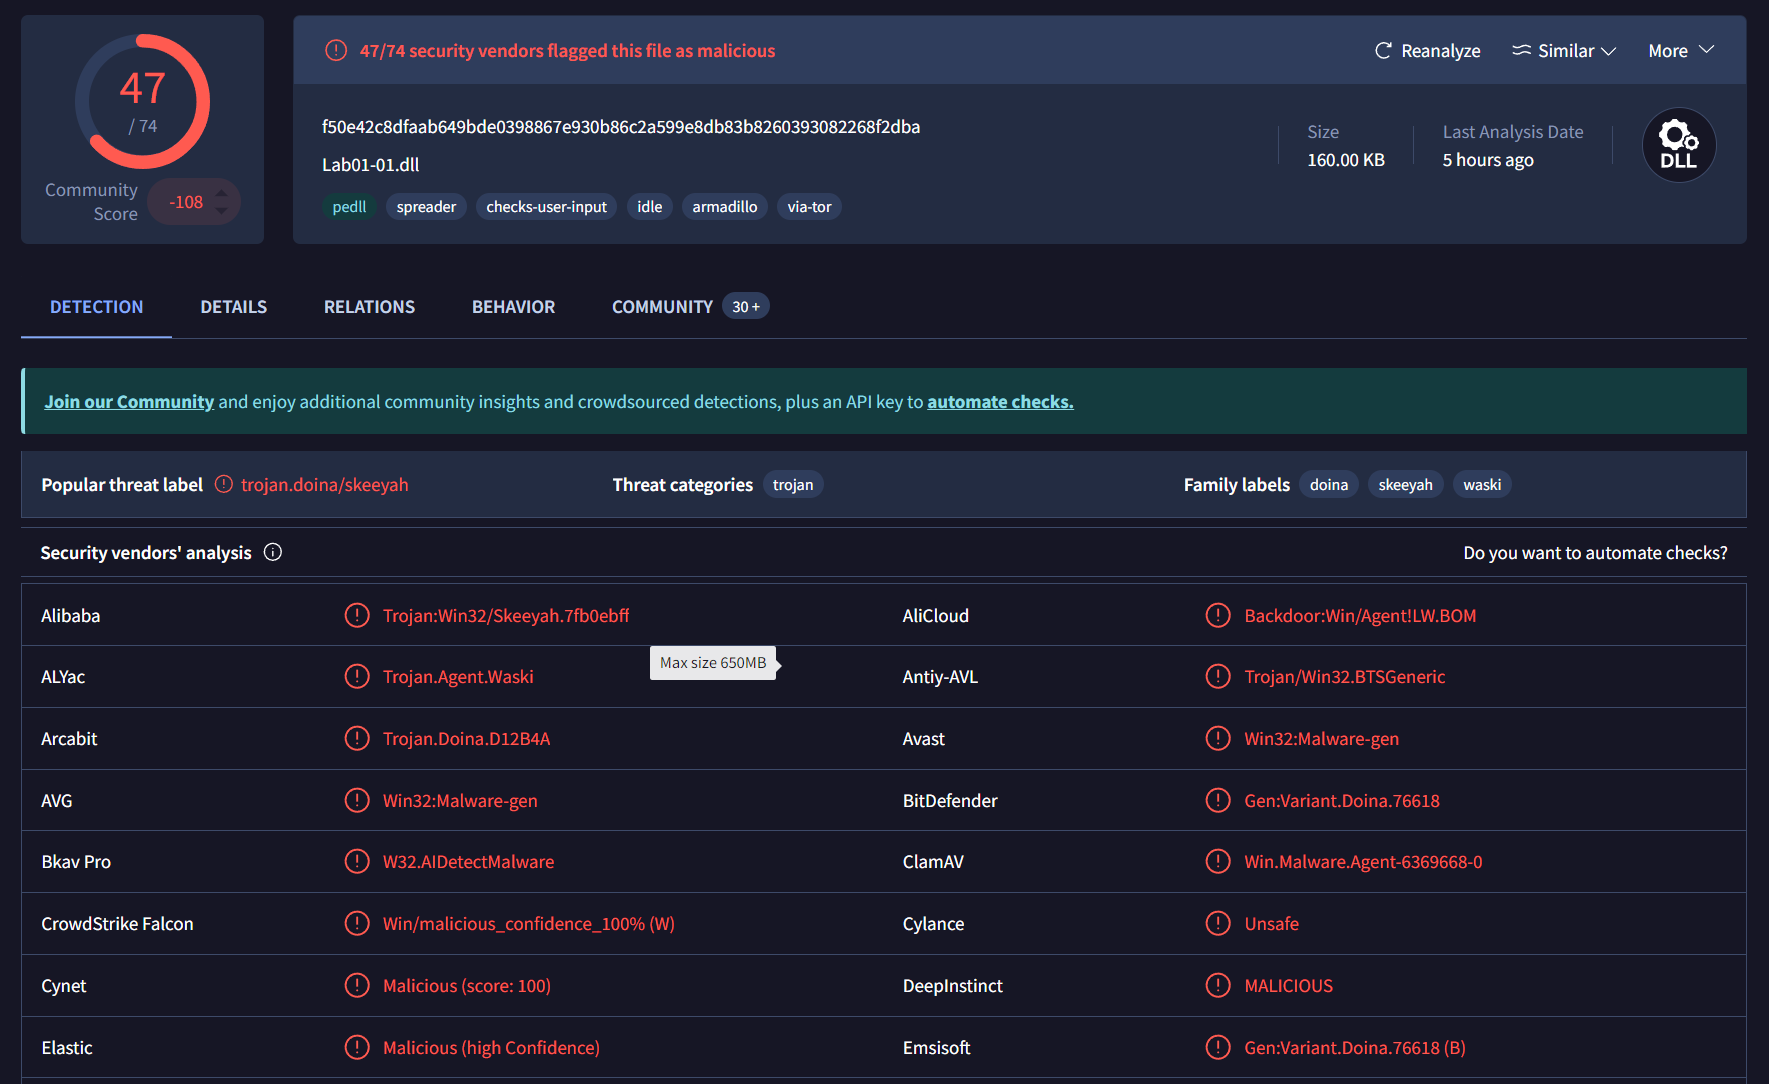 47
/ 74
Community Score
-108
47/74 security vendors flagged this file as malicious
Reanalyze
Similar
More
f50e42c8dfaab649bde0398867e930b86c2a599e8db83b8260393082268f2dba
Lab01-01.dll
pedll
spreader
checks-user-input
idle
armadillo
via-tor
Size
160.00 KB
Last Analysis Date
5 hours ago
DLL
DETECTION
DETAILS
RELATIONS
BEHAVIOR
COMMUNITY
30 +
Join our Community and enjoy additional community insights and crowdsourced detections, plus an API key to automate checks.
Popular threat label trojan.doina/skeeyah
Threat categories trojan
Family labels doina skeeyah waski
Security vendors' analysis
Do you want to automate checks?
Alibaba Trojan:Win32/Skeeyah.7fb0ebff AliCloud Backdoor:Win/Agent!LW.BOM
Max size 650MB
ALYac Trojan.Agent.Waski Antiy-AVL Trojan/Win32.BTSGeneric
Arcabit Trojan.Doina.D12B4A Avast Win32:Malware-gen
AVG Win32:Malware-gen BitDefender Gen:Variant.Doina.76618
Bkav Pro W32.AIDetectMalware ClamAV Win.Malware.Agent-6369668-0
CrowdStrike Falcon Win/malicious_confidence_100% (W) Cylance Unsafe
Cynet Malicious (score: 100) DeepInstinct MALICIOUS
Elastic Malicious (high Confidence) Emsisoft Gen:Variant.Doina.76618 (B)